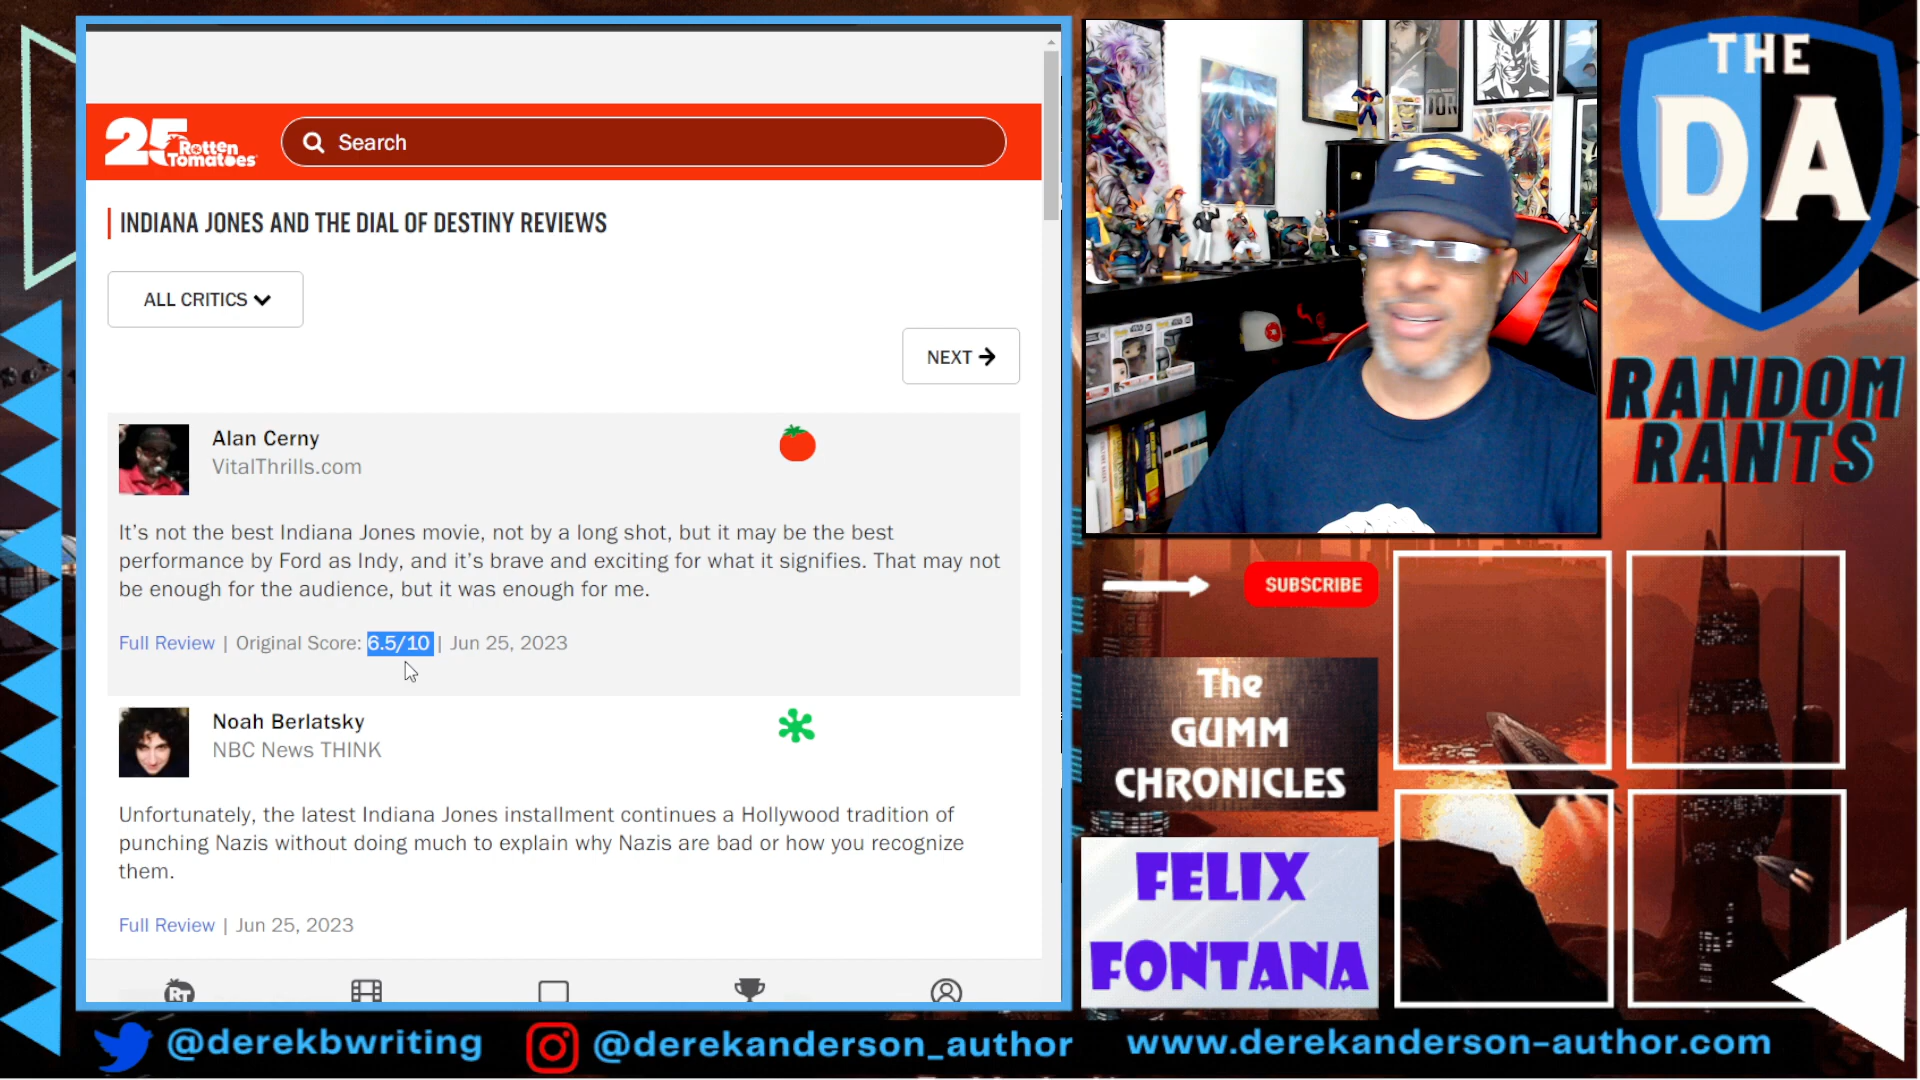 25 Rotten
Tomatoes
Search
INDIANA JONES AND THE DIAL OF DESTINY REVIEWS
ALL CRITICS
NEXT
Alan Cerny
VitalThrills.com
It's not the best Indiana Jones movie, not by a long shot, but it may be the best
performance by Ford as Indy, and it's brave and exciting for what it signifies. That may not
be enough for the audience, but it was enough for me.
Full Review | Original Score: 6.5/10 | Jun 25, 2023
Noah Berlatsky
NBC News THINK
Unfortunately, the latest Indiana Jones installment continues a Hollywood tradition of
punching Nazis without doing much to explain why Nazis are bad or how you recognize
them.
Full Review | Jun 25, 2023
RT
THE
DA
RANDOM
RANTS
SUBSCRIBE
The
GUMM
CHRONICLES
FELIX
FONTANA
@derekbwriting
@derekanderson_author
www.derekanderson-author.com